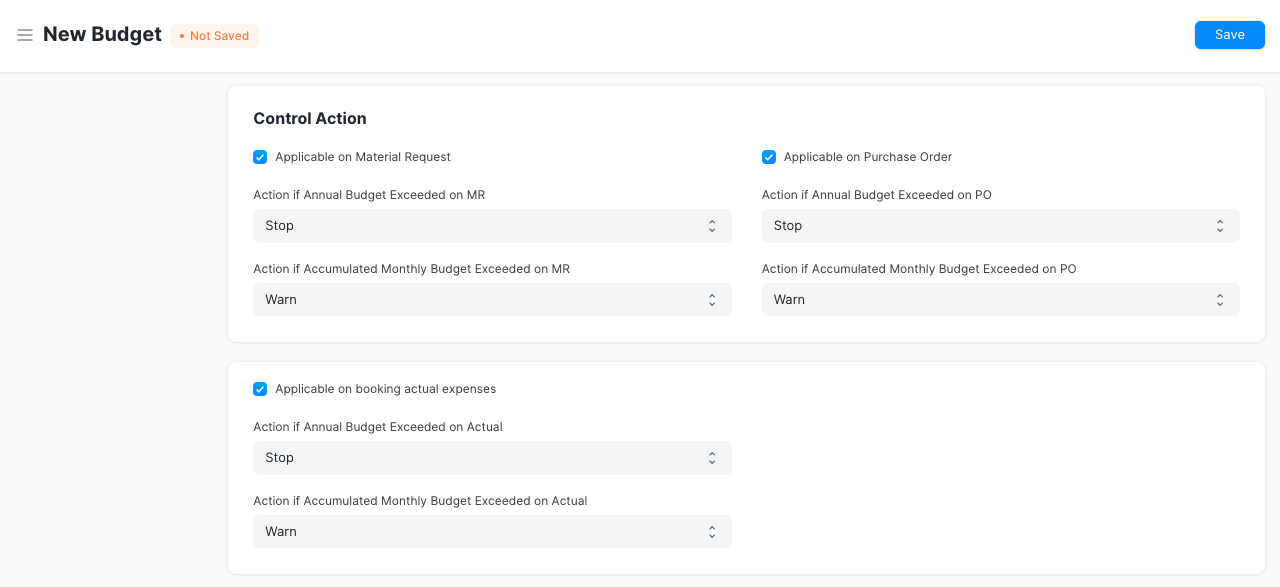 New Budget
Not Saved
Save
Control Action
Applicable on Material Request
Applicable on Purchase Order
Action if Annual Budget Exceeded on MR
Stop
Action if Annual Budget Exceeded on PO
Stop
Action if Accumulated Monthly Budget Exceeded on MR
Warn
Action if Accumulated Monthly Budget Exceeded on PO
Warn
Applicable on booking actual expenses
Action if Annual Budget Exceeded on Actual
Stop
Action if Accumulated Monthly Budget Exceeded on Actual
Warn